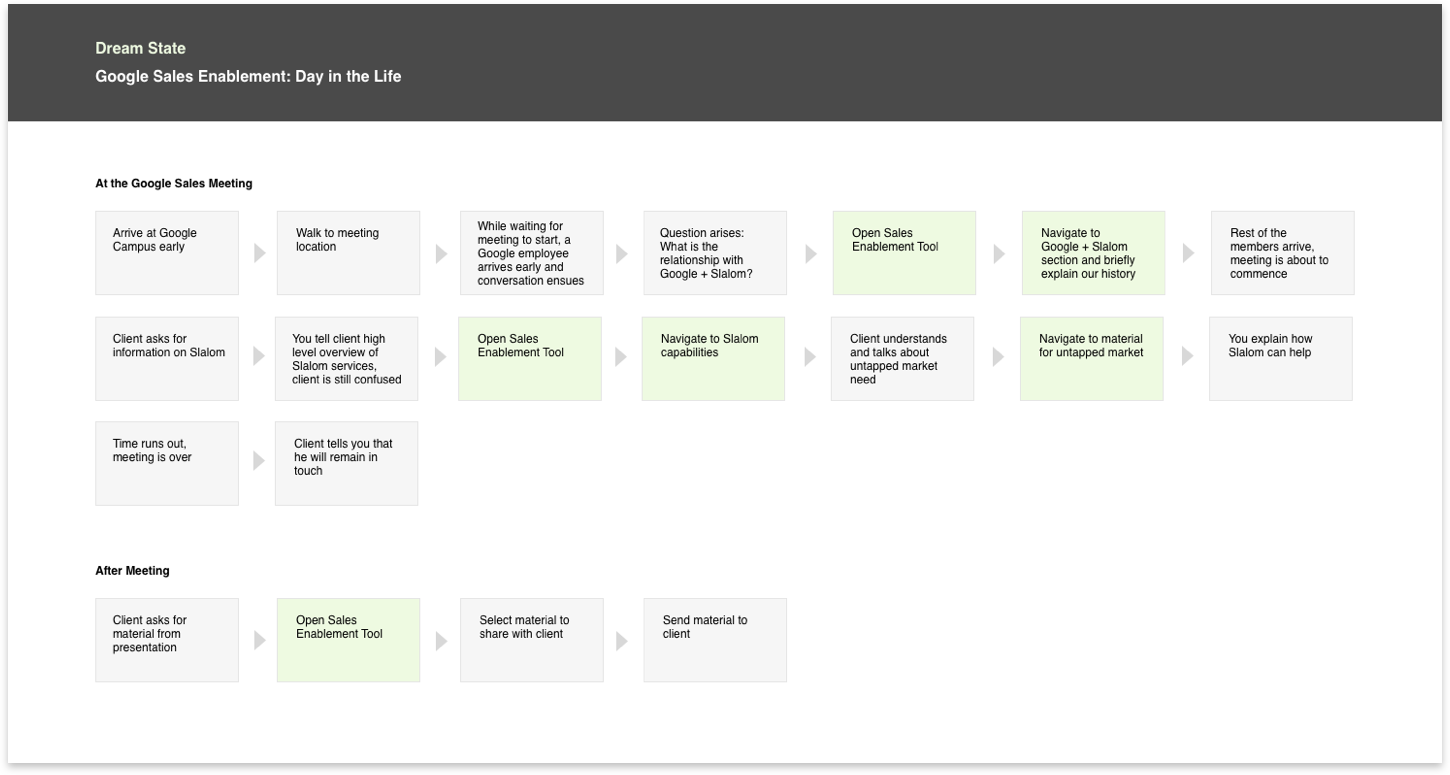 Dream State
Google Sales Enablement: Day in the Life
At the Google Sales Meeting
Arrive at Google
Campus early
Walk to meeting
location
While waiting for
meeting to start, a
Google employee
arrives early and
conversation ensues
Question arises:
What is the
relationship with
Google + Slalom?
Open Sales
Enablement Tool
Navigate to
Google + Slalom
section and briefly
explain our history
Rest of the
members arrive,
meeting is about to
commence
Client asks for
information on Slalom
You tell client high
level overview of
Slalom services,
client is still confused
Open Sales
Enablement Tool
Navigate to Slalom
capabilities
Client understands
and talks about
untapped market
need
Navigate to material
for untapped market
You explain how
Slalom can help
Time runs out,
meeting is over
Client tells you that
he will remain in
touch
After Meeting
Client asks for
material from
presentation
Open Sales
Enablement Tool
Select material to
share with client
Send material to
client